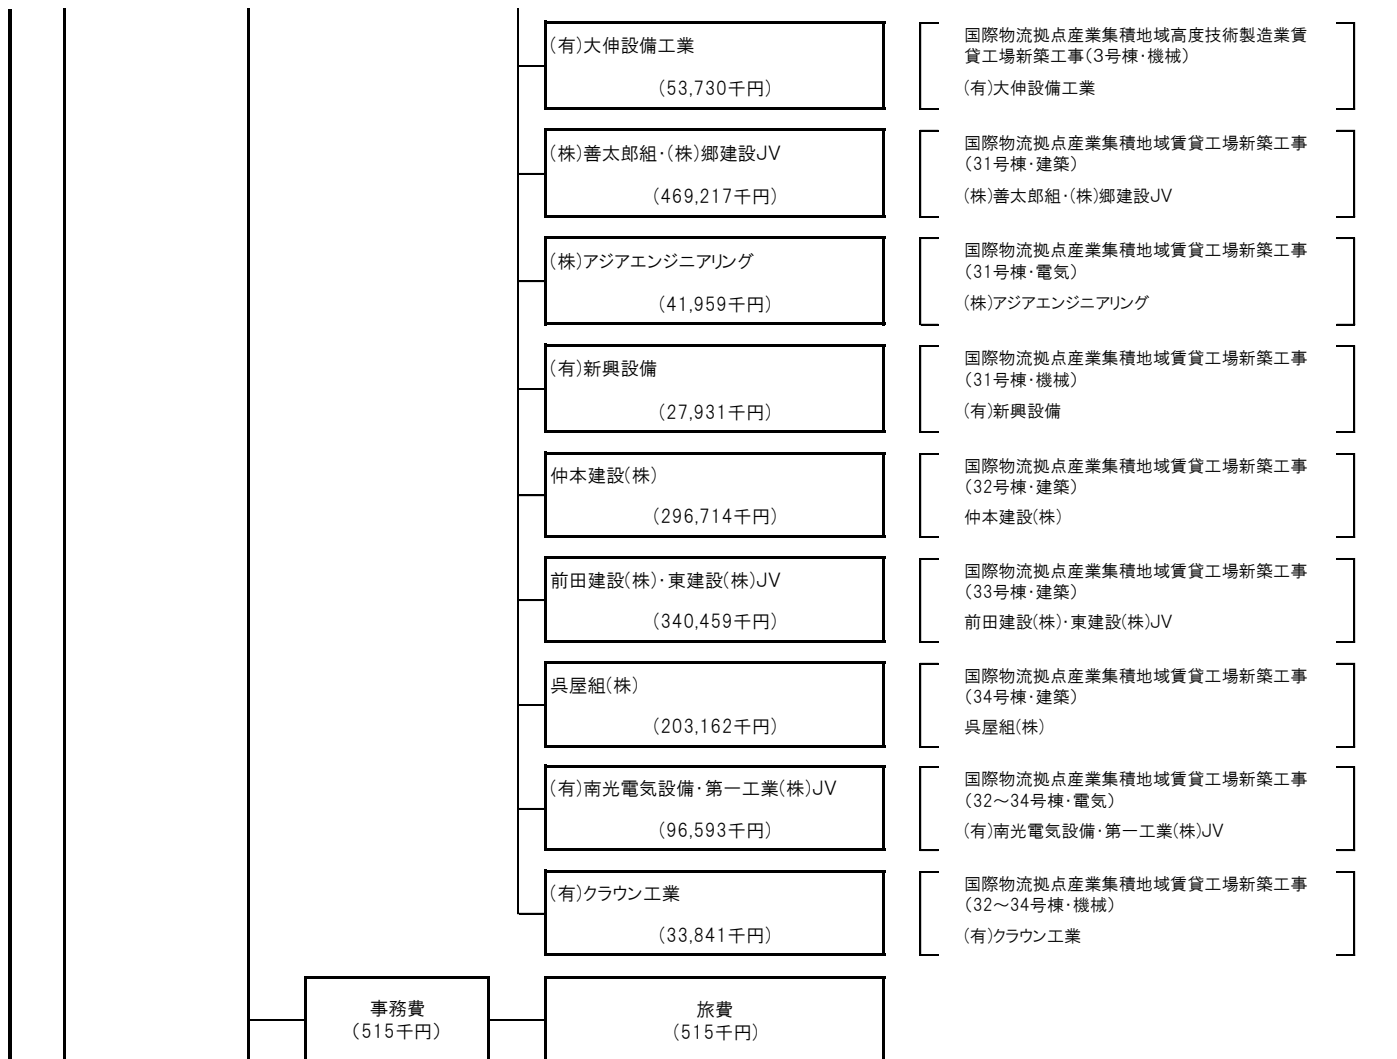 (有)大伸設備工業
(53,730千円)
国際物流拠点産業集積地域高度技術製造業賃
貸工場新築工事(3号棟・機械)
(有)大伸設備工業
(株)善太郎組・(株)郷建設JV
(469,217千円)
国際物流拠点産業集積地域賃貸工場新築工事
(31号棟・建築)
(株)善太郎組・(株)郷建設JV
(株)アジアエンジニアリング
(41,959千円)
国際物流拠点産業集積地域賃貸工場新築工事
(31号棟・電気)
(株)アジアエンジニアリング
(有)新興設備
(27,931千円)
国際物流拠点産業集積地域賃貸工場新築工事
(31号棟・機械)
(有)新興設備
仲本建設(株)
(296,714千円)
国際物流拠点産業集積地域賃貸工場新築工事
(32号棟・建築)
仲本建設(株)
前田建設(株)・東建設(株)JV
(340,459千円)
国際物流拠点産業集積地域賃貸工場新築工事
(33号棟・建築)
前田建設(株)・東建設(株)JV
呉屋組(株)
(203,162千円)
国際物流拠点産業集積地域賃貸工場新築工事
(34号棟・建築)
呉屋組(株)
(有)南光電気設備・第一工業(株)JV
(96,593千円)
国際物流拠点産業集積地域賃貸工場新築工事
(32～34号棟・電気)
(有)南光電気設備・第一工業(株)JV
(有)クラウン工業
(33,841千円)
国際物流拠点産業集積地域賃貸工場新築工事
(32～34号棟・機械)
(有)クラウン工業
事務費
(515千円)
旅費
(515千円)